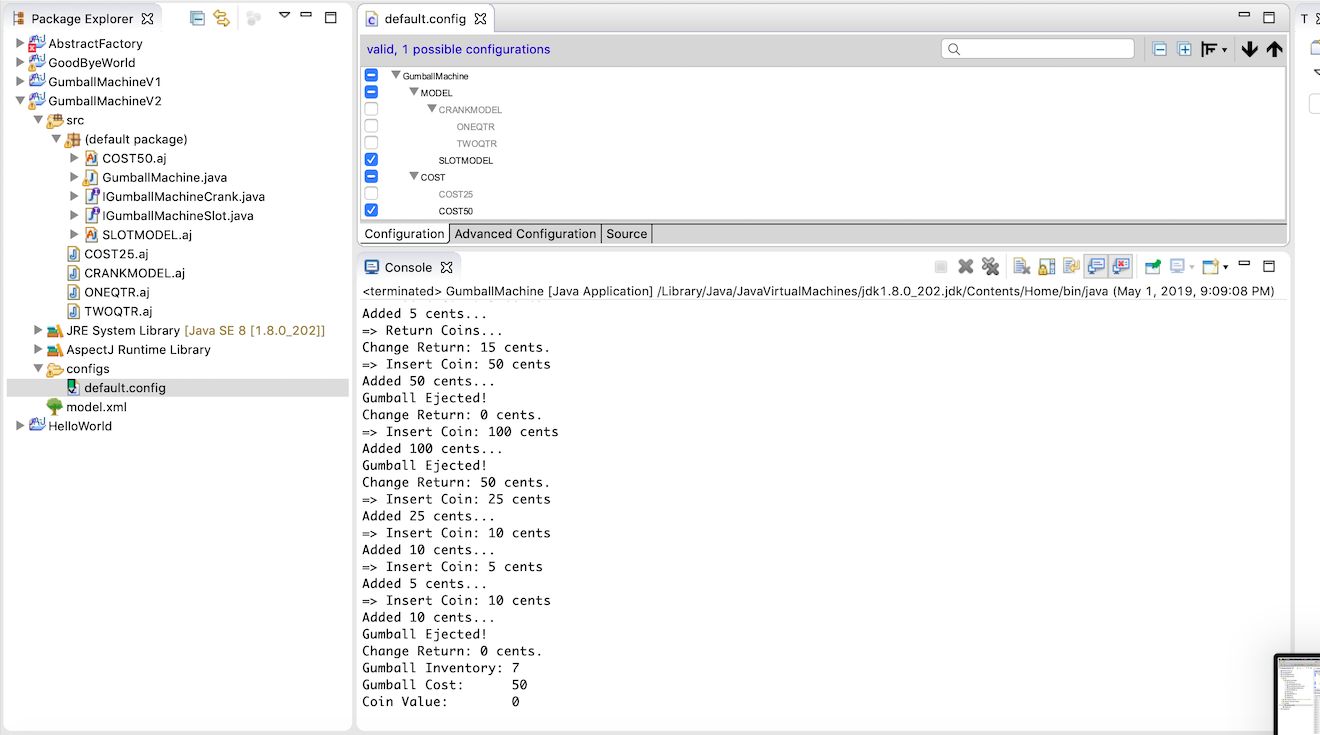 Package Explorer
AbstractFactory
GoodByeWorld
GumballMachineV1
GumballMachineV2
src
(default package)
COST50.aj
GumballMachine.java
IGumballMachineCrank.java
IGumballMachineSlot.java
SLOTMODEL.aj
COST25.aj
CRANKMODEL.aj
ONEQTR.aj
TWOQTR.aj
JRE System Library [Java SE 8 [1.8.0_202]]
AspectJ Runtime Library
configs
default.config
model.xml
HelloWorld
default.config
valid, 1 possible configurations
GumballMachine
MODEL
CRANKMODEL
ONEQTR
TWOQTR
SLOTMODEL
COST
COST25
COST50
Configuration Advanced Configuration Source
Console
<terminated> GumballMachine [Java Application] /Library/Java/JavaVirtualMachines/jdk1.8.0_202.jdk/Contents/Home/bin/java (May 1, 2019, 9:09:08 PM)
Added 5 cents...
=> Return Coins...
Change Return: 15 cents.
=> Insert Coin: 50 cents
Added 50 cents...
Gumball Ejected!
Change Return: 0 cents.
=> Insert Coin: 100 cents
Added 100 cents...
Gumball Ejected!
Change Return: 50 cents.
=> Insert Coin: 25 cents
Added 25 cents...
=> Insert Coin: 10 cents
Added 10 cents...
=> Insert Coin: 5 cents
Added 5 cents...
=> Insert Coin: 10 cents
Added 10 cents...
Gumball Ejected!
Change Return: 0 cents.
Gumball Inventory: 7
Gumball Cost: 50
Coin Value: 0
T